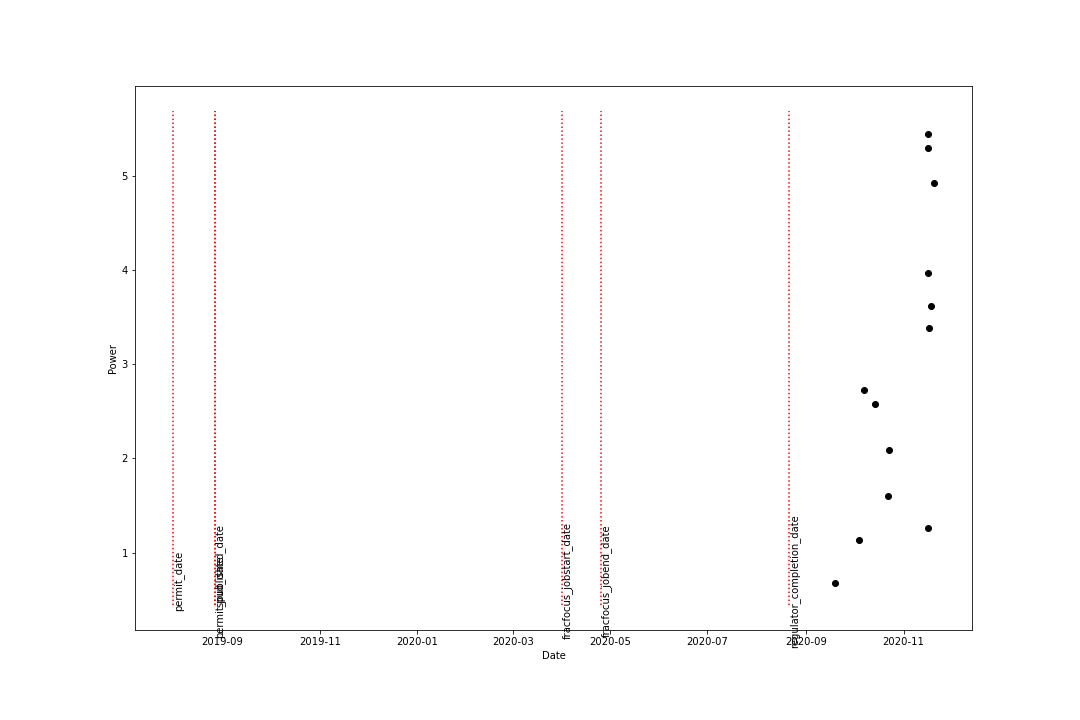 5
4
3
2
1
Power
permit_date
fracfocus_jobstart_date
fracfocus_jobend_date
regulator_completion_date
2019-09
2019-11
2020-01
2020-03
2020-05
2020-07
2020-09
2020-11
Date